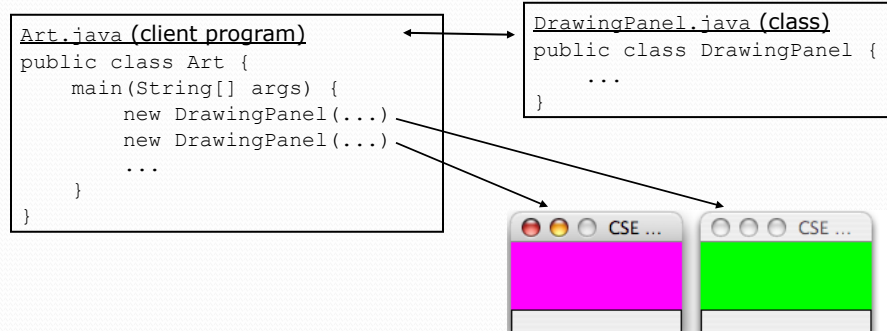 Art.java (client program)
public class Art {
    main(String[] args) {
        new DrawingPanel(...)
        new DrawingPanel(...)
        ...
    }
}
DrawingPanel.java (class)
public class DrawingPanel {
    ...
}
CSE ...
CSE ...